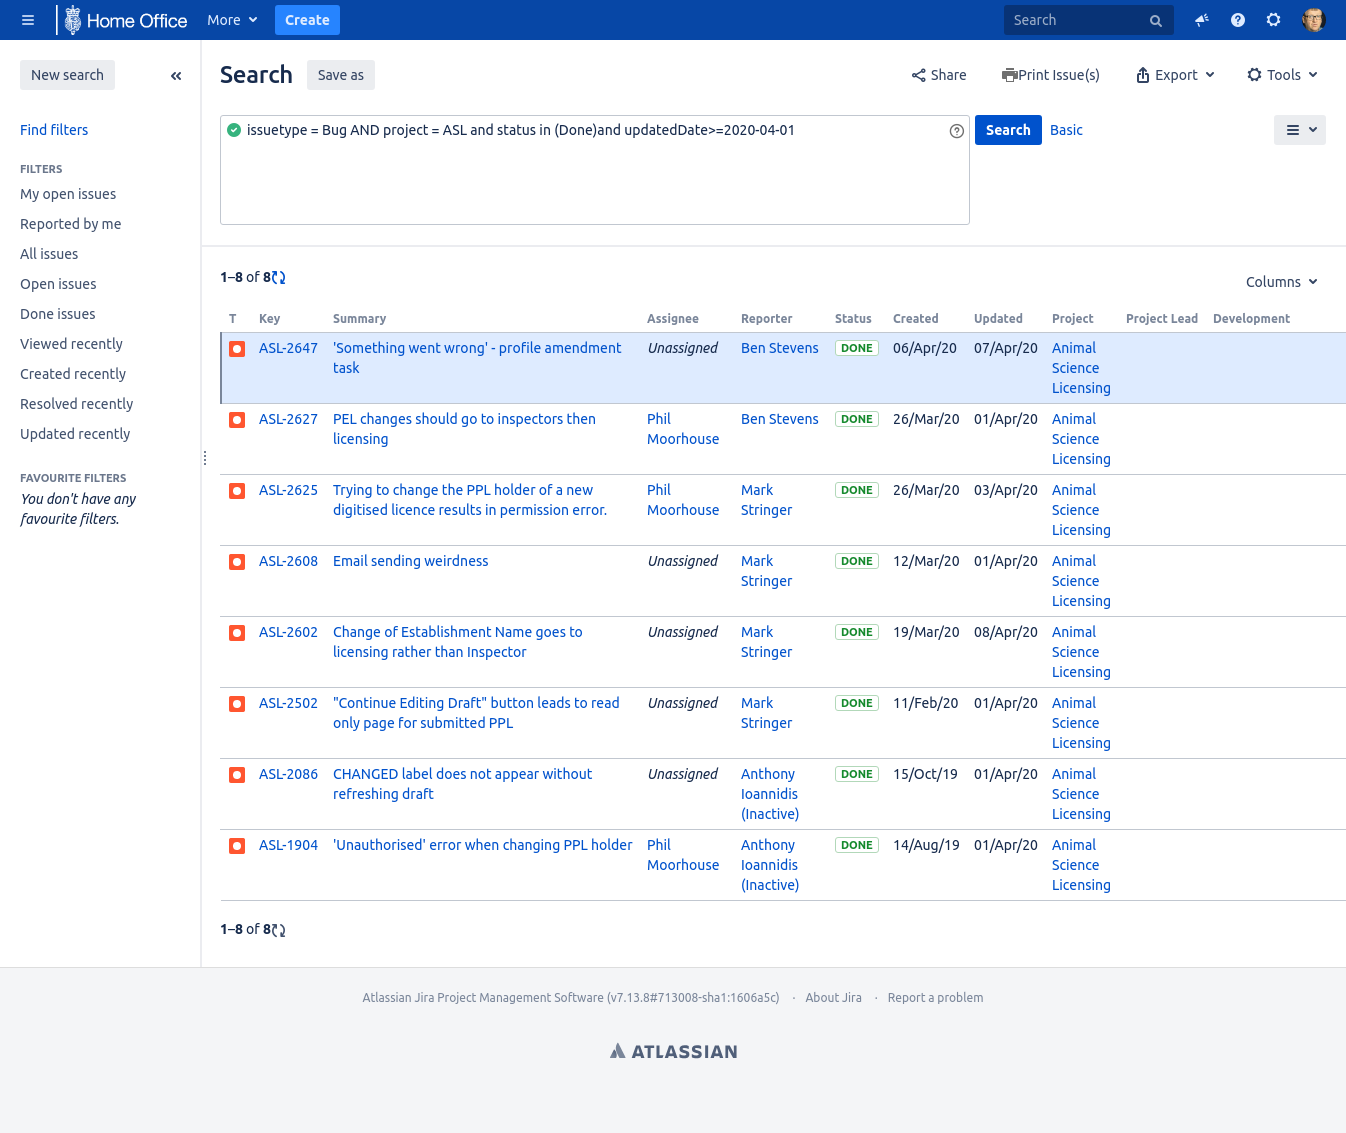 Home Office
More
Create
Search
New search
Find filters
FILTERS
My open issues
Reported by me
All issues
Open issues
Done issues
Viewed recently
Created recently
Resolved recently
Updated recently
FAVOURITE FILTERS
You don't have any
favourite filters.
Search
Save as
Share
Print Issue(s)
Export
Tools
issuetype = Bug AND project = ASL and status in (Done)and updatedDate>=2020-04-01
Search
Basic
1–8 of 8
Columns
T Key Summary Assignee Reporter Status Created Updated Project Project Lead Development
ASL-2647 'Something went wrong' - profile amendment Unassigned Ben Stevens DONE 06/Apr/20 07/Apr/20 Animal
task Science
Licensing
ASL-2627 PEL changes should go to inspectors then Phil Ben Stevens DONE 26/Mar/20 01/Apr/20 Animal
licensing Moorhouse Science
Licensing
ASL-2625 Trying to change the PPL holder of a new Phil Mark DONE 26/Mar/20 03/Apr/20 Animal
digitised licence results in permission error. Moorhouse Stringer Science
Licensing
ASL-2608 Email sending weirdness Unassigned Mark DONE 12/Mar/20 01/Apr/20 Animal
Stringer Science
Licensing
ASL-2602 Change of Establishment Name goes to Unassigned Mark DONE 19/Mar/20 08/Apr/20 Animal
licensing rather than Inspector Stringer Science
Licensing
ASL-2502 "Continue Editing Draft" button leads to read Unassigned Mark DONE 11/Feb/20 01/Apr/20 Animal
only page for submitted PPL Stringer Science
Licensing
ASL-2086 CHANGED label does not appear without Unassigned Anthony DONE 15/Oct/19 01/Apr/20 Animal
refreshing draft Ioannidis Science
(Inactive) Licensing
ASL-1904 'Unauthorised' error when changing PPL holder Phil Anthony DONE 14/Aug/19 01/Apr/20 Animal
Moorhouse Ioannidis Science
(Inactive) Licensing
1–8 of 8
Atlassian Jira Project Management Software (v7.13.8#713008-sha1:1606a5c) · About Jira · Report a problem
ATLASSIAN